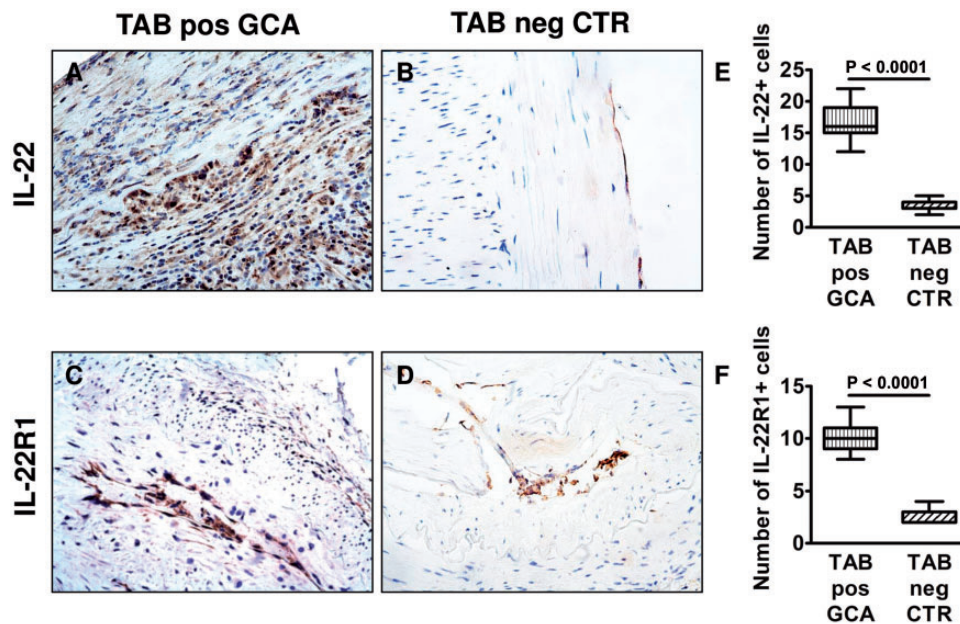 TAB pos GCA TAB neg CTR
IL-22
A
B
E
Number of IL-22+ cells
P < 0.0001
25
20
15
10
5
0
TAB TAB
pos neg
GCA CTR
IL-22R1
C
D
F
Number of IL-22R1+ cells
P < 0.0001
15
10
5
0
TAB TAB
pos neg
GCA CTR